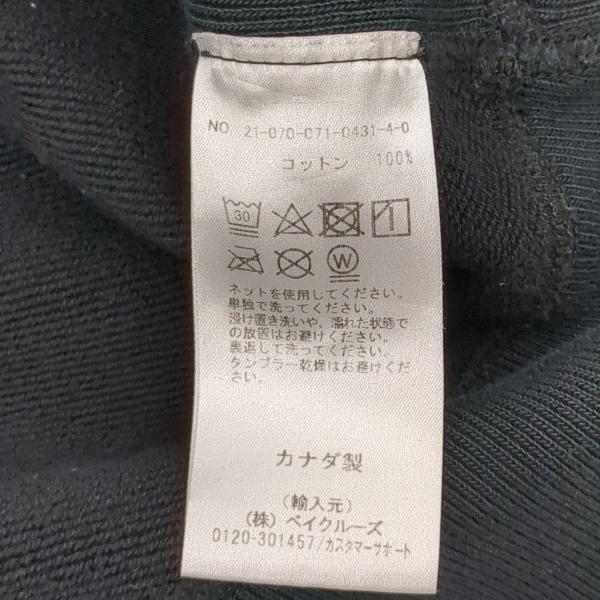 NO 21-070-071-0431-4-0
コットン 100%
30
W
ネットを使用してください。
単独で洗ってください。
浸け置き洗いや、濡れた状態で
の放置はお避けください。
裏返して洗ってください。
タンブラー乾燥はお避けください。
カナダ製
(輸入元)
(株) ベイクルーズ
0120-301457/カスタマーサポート